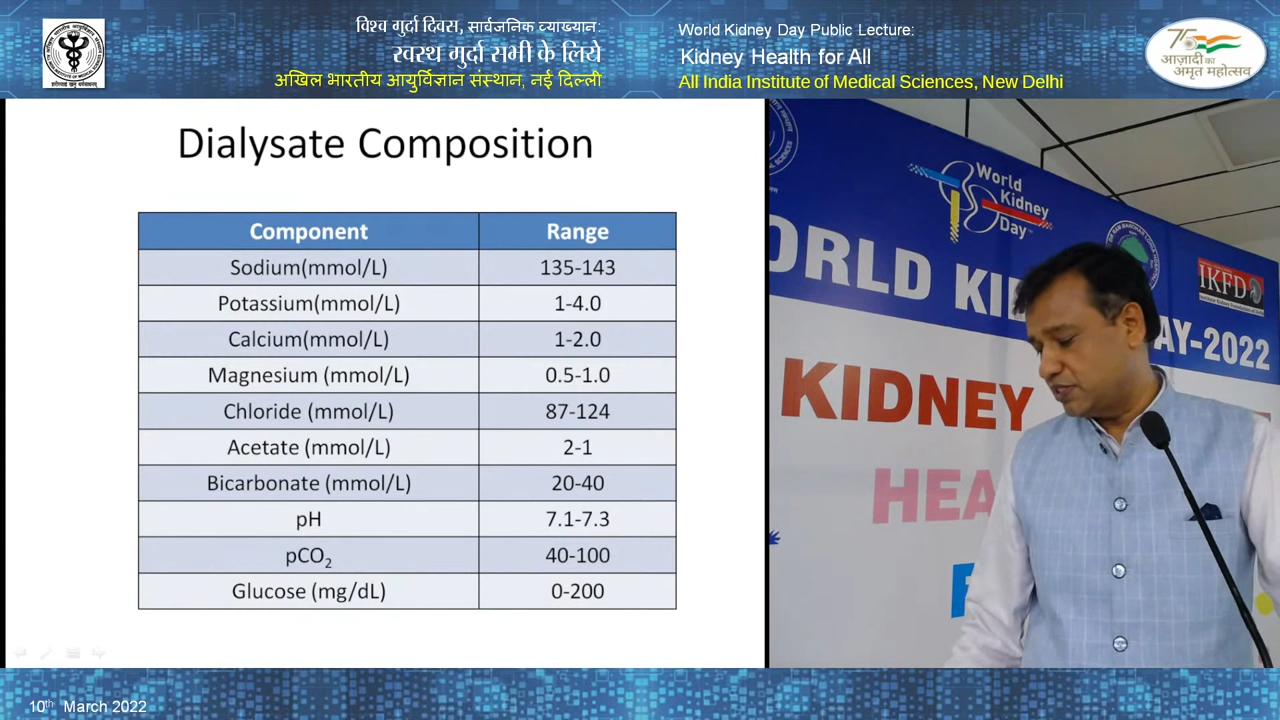 विश्व गुर्दा दिवस, सार्वजनिक व्याख्यान:
स्वस्थ गुर्दा सभी के लिये
अखिल भारतीय आयुर्विज्ञान संस्थान, नई दिल्ली
World Kidney Day Public Lecture:
Kidney Health for All
All India Institute of Medical Sciences, New Delhi
75
आज़ादी का
अमृत महोत्सव
Dialysate Composition
Component Range
Sodium(mmol/L) 135-143
Potassium(mmol/L) 1-4.0
Calcium(mmol/L) 1-2.0
Magnesium (mmol/L) 0.5-1.0
Chloride (mmol/L) 87-124
Acetate (mmol/L) 2-1
Bicarbonate (mmol/L) 20-40
pH 7.1-7.3
pCO2 40-100
Glucose (mg/dL) 0-200
World
Kidney
Day
IKFD
ORLD KI AY-2022
KIDNEY
HEA
10th March 2022